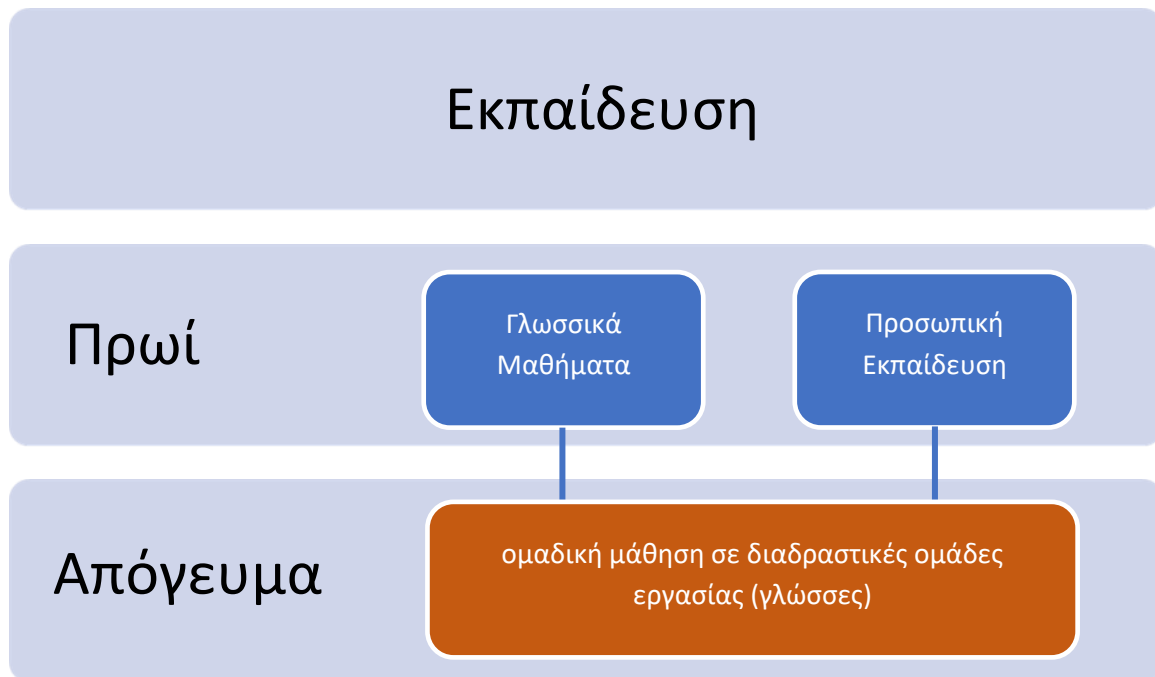 Εκπαίδευση
Πρωί
Γλωσσικά
Μαθήματα
Προσωπική
Εκπαίδευση
Απόγευμα
ομαδική μάθηση σε διαδραστικές ομάδες
εργασίας (γλώσσες)